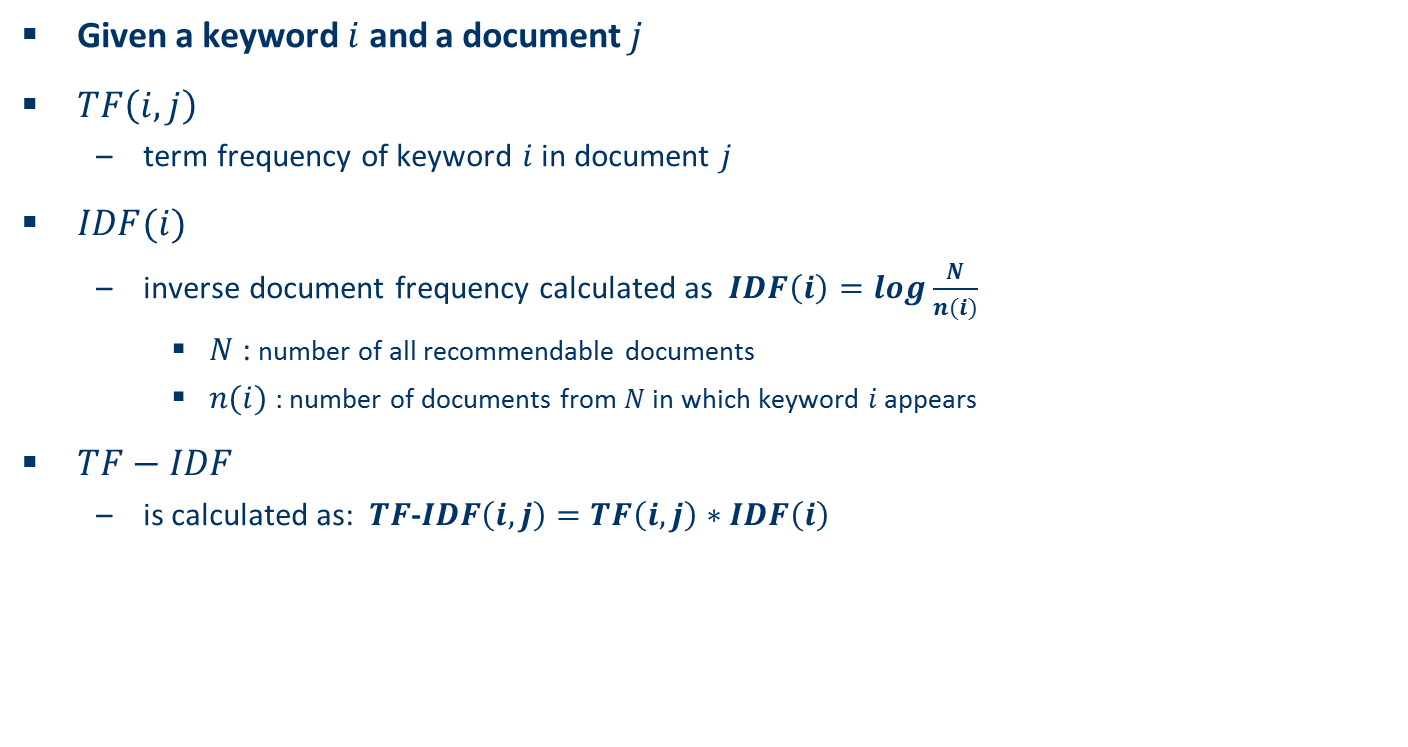 ▪ Given a keyword i and a document j
▪ TF(i, j)
– term frequency of keyword i in document j
▪ IDF(i)
– inverse document frequency calculated as IDF(i) = log N/n(i)
▪ N : number of all recommendable documents
▪ n(i) : number of documents from N in which keyword i appears
▪ TF − IDF
– is calculated as: TF-IDF(i, j) = TF(i, j) ∗ IDF(i)